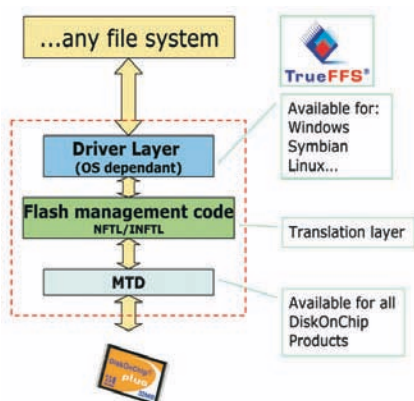 ...any file system
TrueFFS®
Available for:
Windows
Symbian
Linux...
Driver Layer
(OS dependant)
Flash management code
NFTL/INFTL
Translation layer
MTD
Available for all
DiskOnChip
Products
DiskOnChip
plus